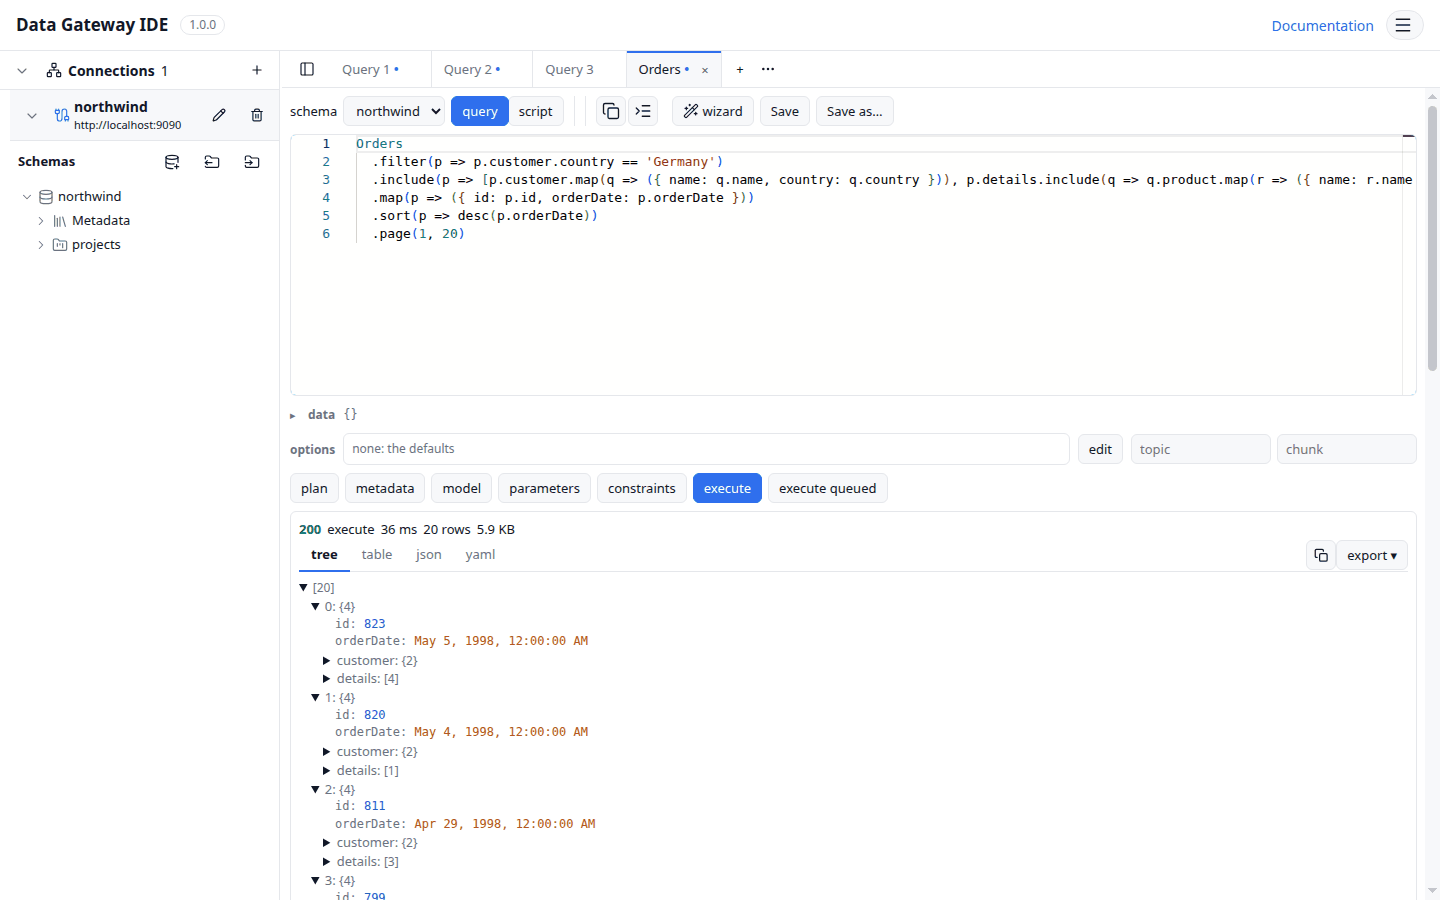 Data Gateway IDE 1.0.0 Documentation
Connections 1
northwind
http://localhost:9090
Schemas
northwind
Metadata
projects
Query 1 • Query 2 • Query 3 Orders • × + ···
schema northwind query script wizard Save Save as...
1 Orders
2 .filter(p => p.customer.country == 'Germany')
3 .include(p => [p.customer.map(q => ({ name: q.name, country: q.country })), p.details.include(q => q.product.map(r => ({ name: r.name
4 .map(p => ({ id: p.id, orderDate: p.orderDate }))
5 .sort(p => desc(p.orderDate))
6 .page(1, 20)
▸ data {}
options none: the defaults edit topic chunk
plan metadata model parameters constraints execute execute queued
200 execute 36 ms 20 rows 5.9 KB
tree table json yaml export ▾
▼ [20]
▼ 0: {4}
id: 823
orderDate: May 5, 1998, 12:00:00 AM
▶ customer: {2}
▶ details: [4]
▼ 1: {4}
id: 820
orderDate: May 4, 1998, 12:00:00 AM
▶ customer: {2}
▶ details: [1]
▼ 2: {4}
id: 811
orderDate: Apr 29, 1998, 12:00:00 AM
▶ customer: {2}
▶ details: [3]
▼ 3: {4}
id: 799